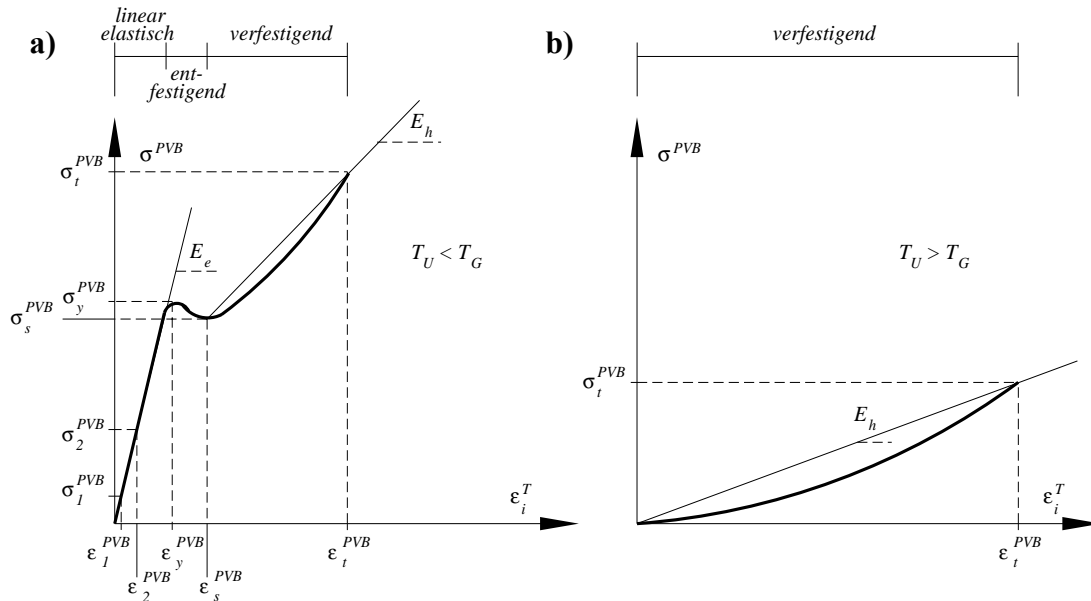 a)
linear
elastisch
verfestigend
ent-
festigend
σ^PVB
E_h
σ_t^PVB
E_e
T_U < T_G
σ_y^PVB
σ_s^PVB
σ_2^PVB
σ_1^PVB
ε_i^T
ε_1^PVB
ε_y^PVB
ε_t^PVB
ε_2^PVB
ε_s^PVB
b)
verfestigend
σ^PVB
T_U > T_G
σ_t^PVB
E_h
ε_i^T
ε_t^PVB